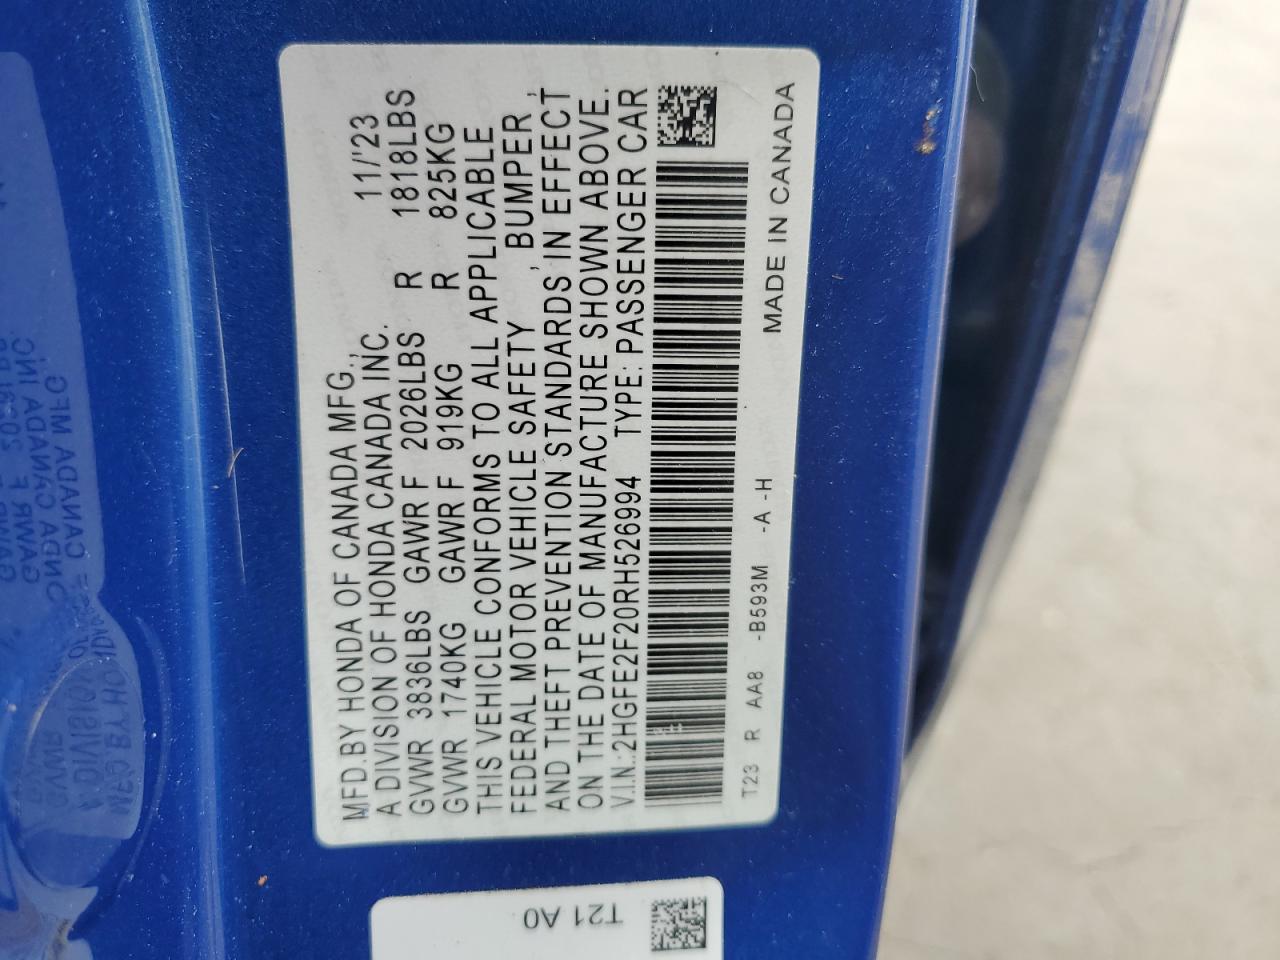 MFD.BY HONDA OF CANADA MFG., 11/'23
A DIVISION OF HONDA CANADA INC.
GVWR 3836LBS GAWR F 2026LBS R 1818LBS
GVWR 1740KG GAWR F 919KG R 825KG
THIS VEHICLE CONFORMS TO ALL APPLICABLE
FEDERAL MOTOR VEHICLE SAFETY , BUMPER ,
AND THEFT PREVENTION STANDARDS IN EFFECT
ON THE DATE OF MANUFACTURE SHOWN ABOVE.
V.I.N.:2HGFE2F20RH526994 TYPE: PASSENGER CAR
T23 R AA8 -B593M -A -H
MADE IN CANADA
T21 A0